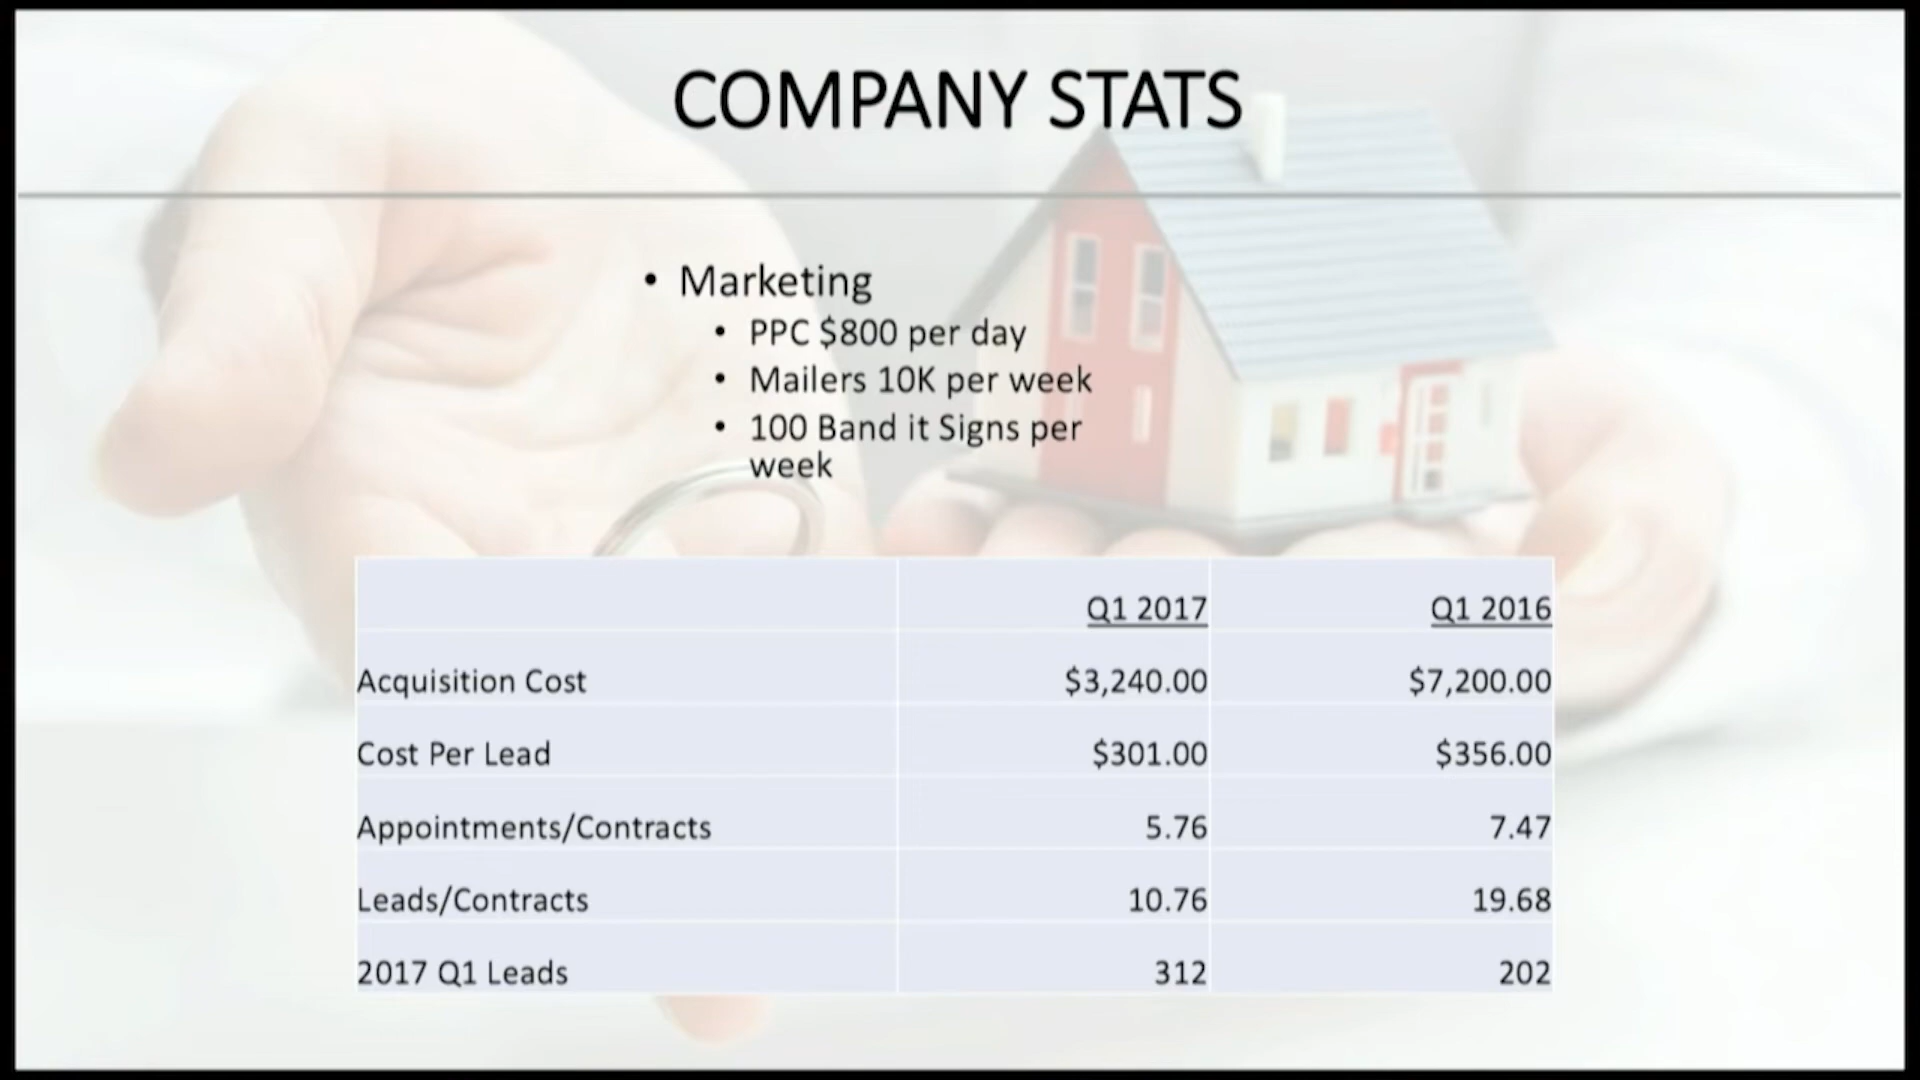 COMPANY STATS
• Marketing
• PPC $800 per day
• Mailers 10K per week
• 100 Band it Signs per
week
Q1 2017 Q1 2016
Acquisition Cost $3,240.00 $7,200.00
Cost Per Lead $301.00 $356.00
Appointments/Contracts 5.76 7.47
Leads/Contracts 10.76 19.68
2017 Q1 Leads 312 202